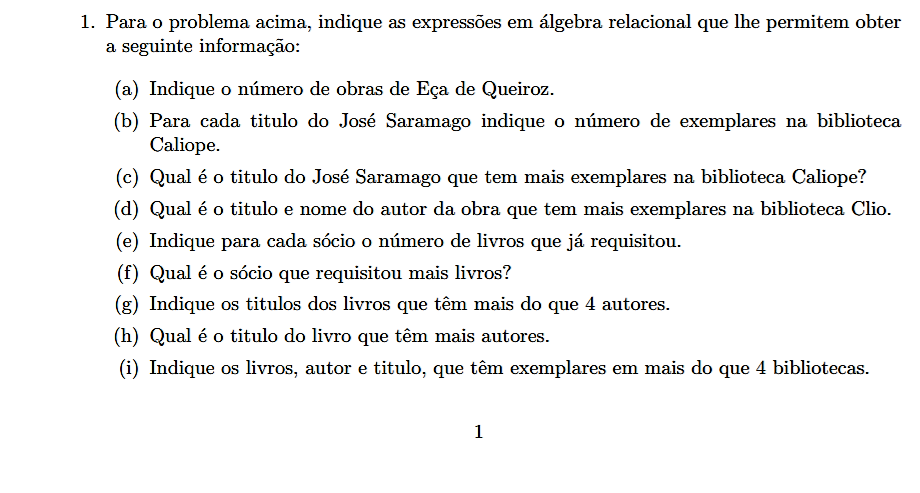 1. Para o problema acima, indique as expressões em álgebra relacional que lhe permitem obter
a seguinte informação:
(a) Indique o número de obras de Eça de Queiroz.
(b) Para cada titulo do José Saramago indique o número de exemplares na biblioteca
Caliope.
(c) Qual é o titulo do José Saramago que tem mais exemplares na biblioteca Caliope?
(d) Qual é o titulo e nome do autor da obra que tem mais exemplares na biblioteca Clio.
(e) Indique para cada sócio o número de livros que já requisitou.
(f) Qual é o sócio que requisitou mais livros?
(g) Indique os titulos dos livros que têm mais do que 4 autores.
(h) Qual é o titulo do livro que têm mais autores.
(i) Indique os livros, autor e titulo, que têm exemplares em mais do que 4 bibliotecas.
1